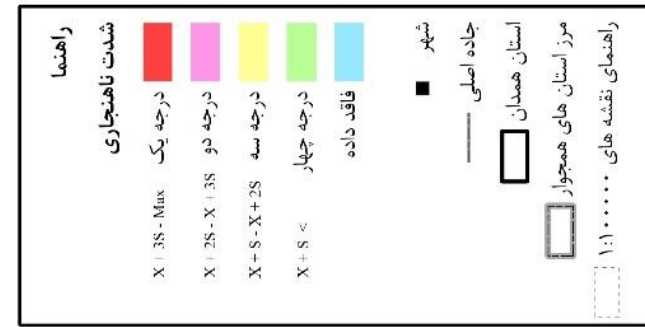 راهنما
شدت ناهنجاری
درجه یک X + 3S - Max
درجه دو X + 2S - X + 3S
درجه سه X + S - X + 2S
درجه چهار X + S <
فاقد داده
شهر
جاده اصلی
استان همدان
مرز استان های همجوار
راهنمای نقشه های ۱:۱۰۰۰۰۰